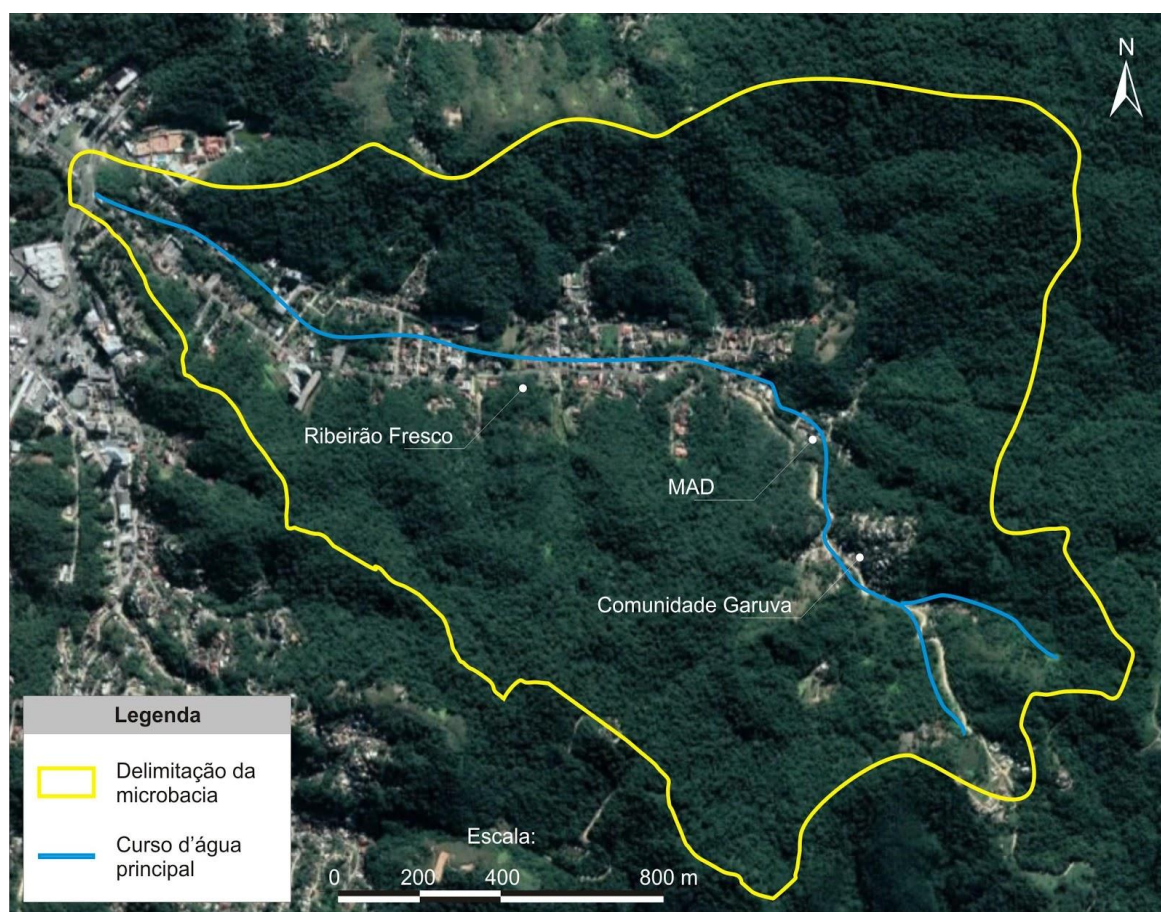 N
Ribeirão Fresco
MAD
Comunidade Garuva
Legenda
Delimitação da
microbacia
Curso d'água
principal
Escala:
0 200 400 800 m